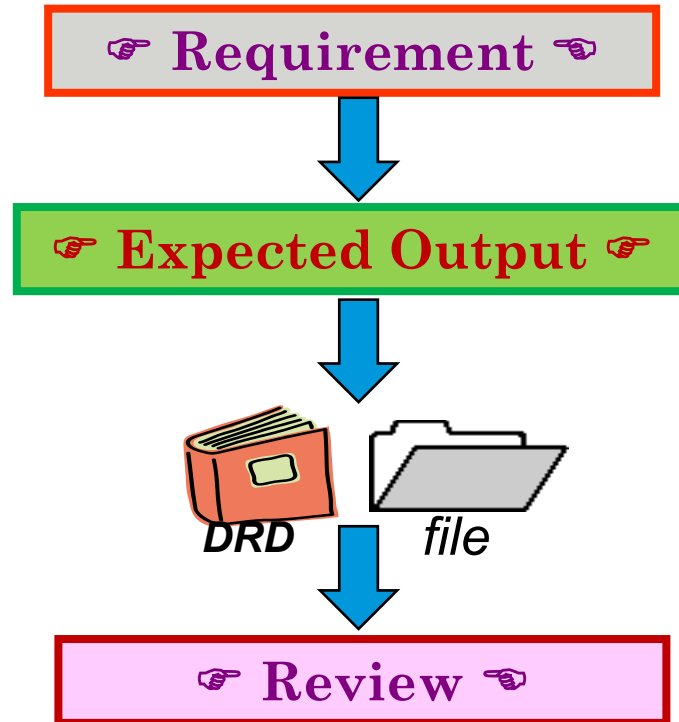 ☞ Requirement ☜
☞ Expected Output ☞
DRD file
☞ Review ☜